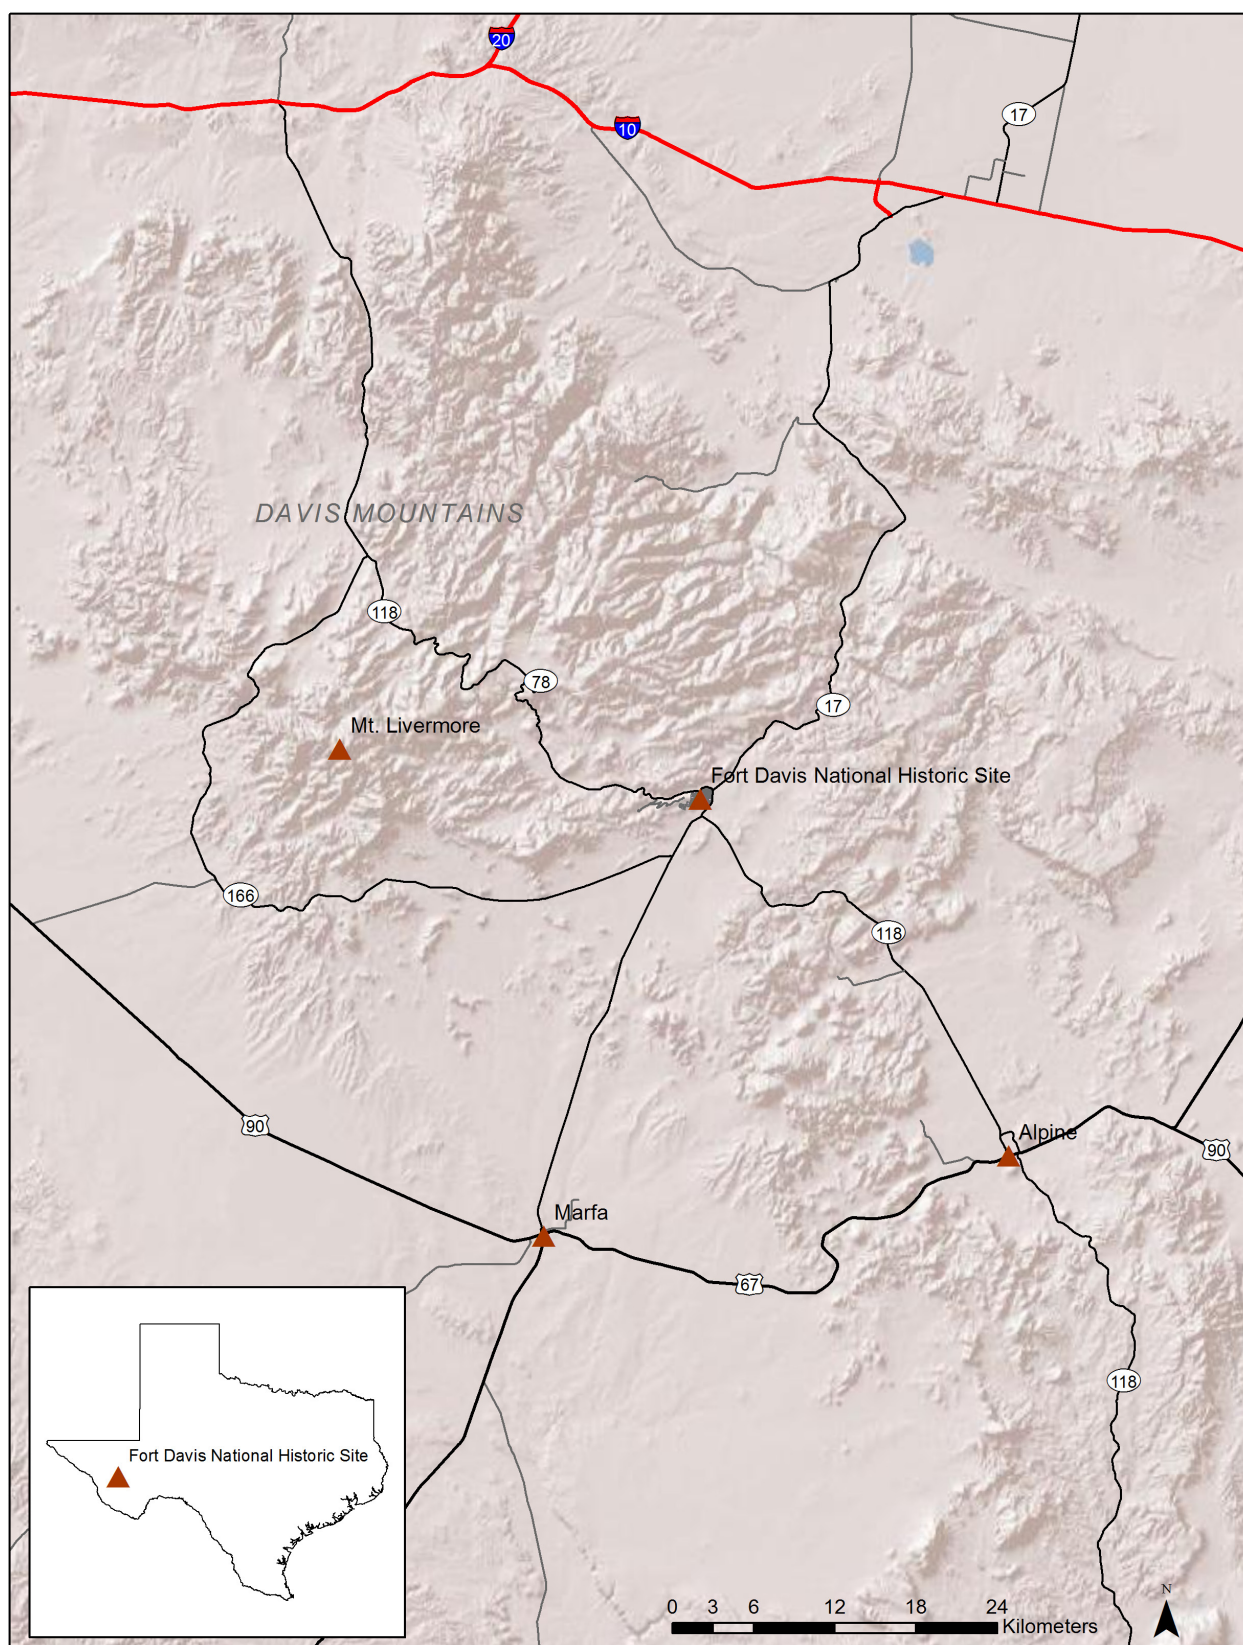 20
10
17
DAVIS MOUNTAINS
118
78
17
Mt. Livermore
Fort Davis National Historic Site
166
118
90
Alpine
90
Marfa
67
118
Fort Davis National Historic Site
N
0 3 6 12 18 24
Kilometers